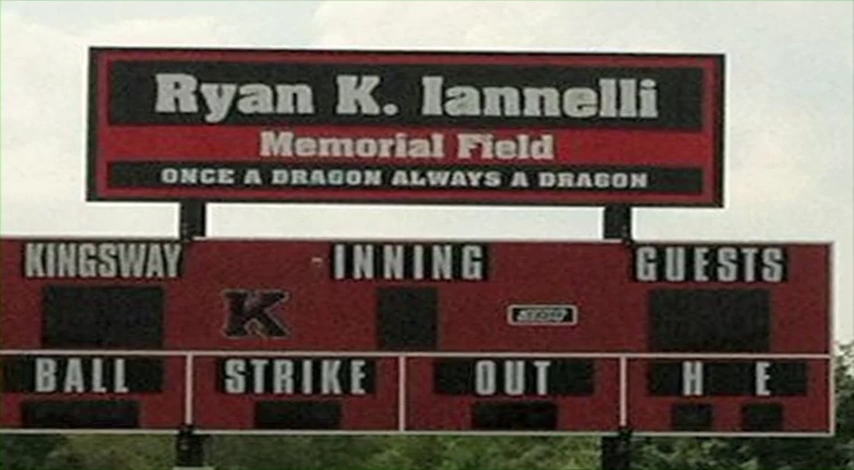 Ryan K. Iannelli
Memorial Field
ONCE A DRAGON ALWAYS A DRAGON
KINGSWAY INNING GUESTS
K
BALL STRIKE OUT H E